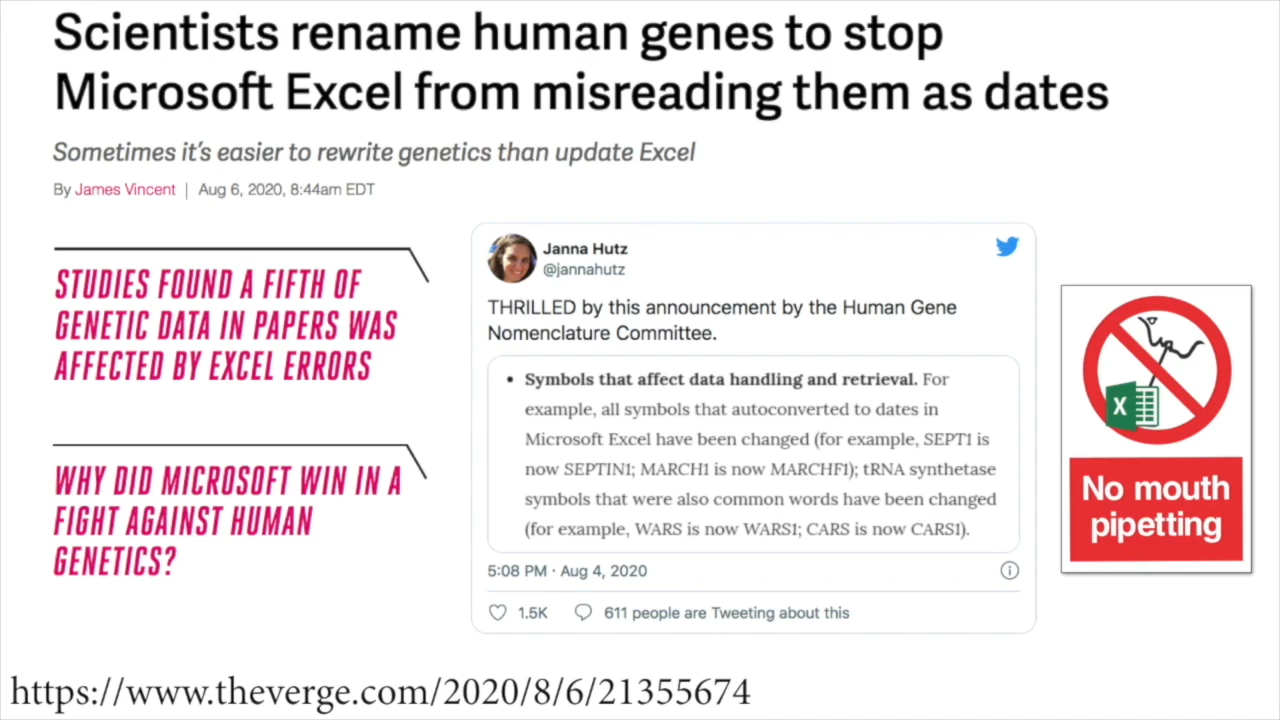 Scientists rename human genes to stop
Microsoft Excel from misreading them as dates
Sometimes it's easier to rewrite genetics than update Excel
By James Vincent | Aug 6, 2020, 8:44am EDT
STUDIES FOUND A FIFTH OF
GENETIC DATA IN PAPERS WAS
AFFECTED BY EXCEL ERRORS
WHY DID MICROSOFT WIN IN A
FIGHT AGAINST HUMAN
GENETICS?
Janna Hutz
@jannahutz
THRILLED by this announcement by the Human Gene
Nomenclature Committee.
• Symbols that affect data handling and retrieval. For
example, all symbols that autoconverted to dates in
Microsoft Excel have been changed (for example, SEPT1 is
now SEPTIN1; MARCH1 is now MARCHF1); tRNA synthetase
symbols that were also common words have been changed
(for example, WARS is now WARS1; CARS is now CARS1).
5:08 PM · Aug 4, 2020
1.5K 611 people are Tweeting about this
X
No mouth
pipetting
https://www.theverge.com/2020/8/6/21355674